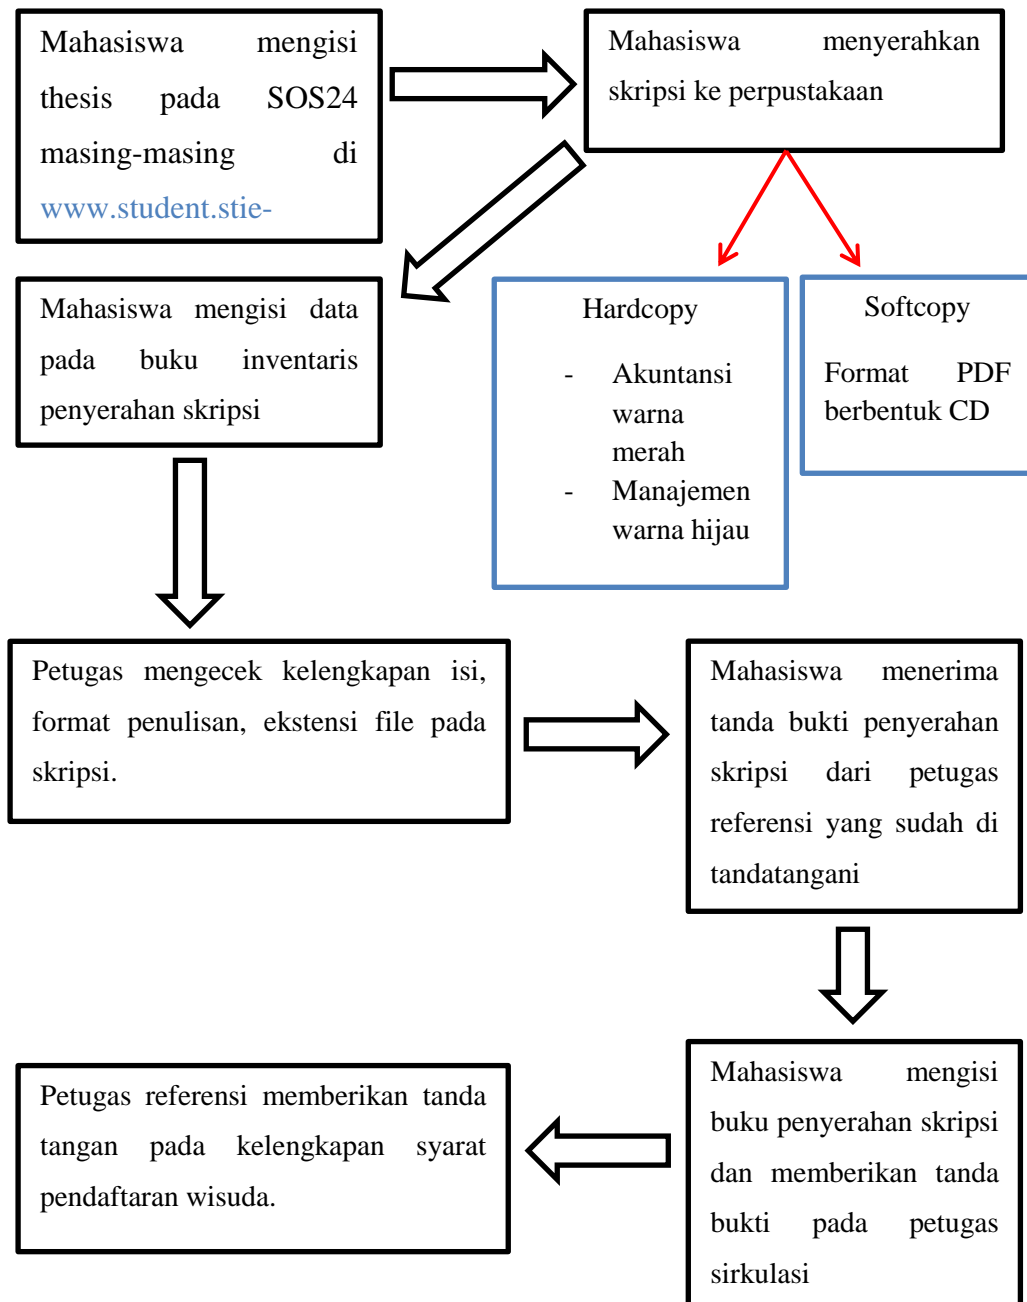 Mahasiswa mengisi
thesis pada SOS24
masing-masing di
www.student.stie-
Mahasiswa menyerahkan
skripsi ke perpustakaan
Hardcopy
- Akuntansi
warna
merah
- Manajemen
warna hijau
Softcopy
Format PDF
berbentuk CD
Mahasiswa mengisi data
pada buku inventaris
penyerahan skripsi
Petugas mengecek kelengkapan isi,
format penulisan, ekstensi file pada
skripsi.
Mahasiswa menerima
tanda bukti penyerahan
skripsi dari petugas
referensi yang sudah di
tandatangani
Mahasiswa mengisi
buku penyerahan skripsi
dan memberikan tanda
bukti pada petugas
sirkulasi
Petugas referensi memberikan tanda
tangan pada kelengkapan syarat
pendaftaran wisuda.